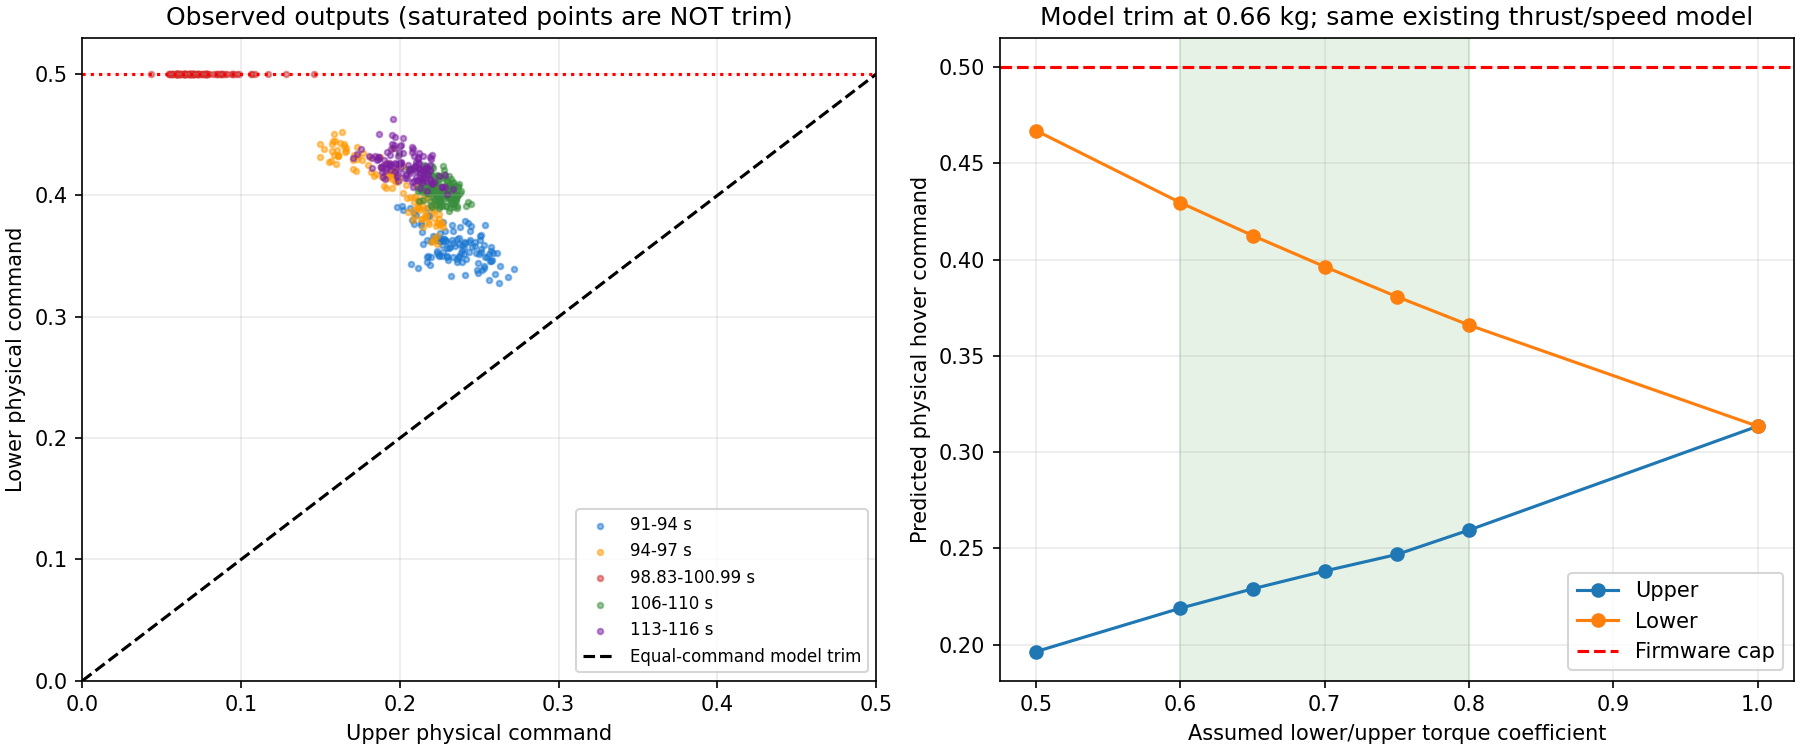 Observed outputs (saturated points are NOT trim)
Lower physical command
0.5
0.4
0.3
0.2
0.1
0.0
91-94 s
94-97 s
98.83-100.99 s
106-110 s
113-116 s
Equal-command model trim
0.0 0.1 0.2 0.3 0.4 0.5
Upper physical command
Model trim at 0.66 kg; same existing thrust/speed model
Predicted physical hover command
0.50
0.45
0.40
0.35
0.30
0.25
0.20
Upper
Lower
Firmware cap
0.5 0.6 0.7 0.8 0.9 1.0
Assumed lower/upper torque coefficient